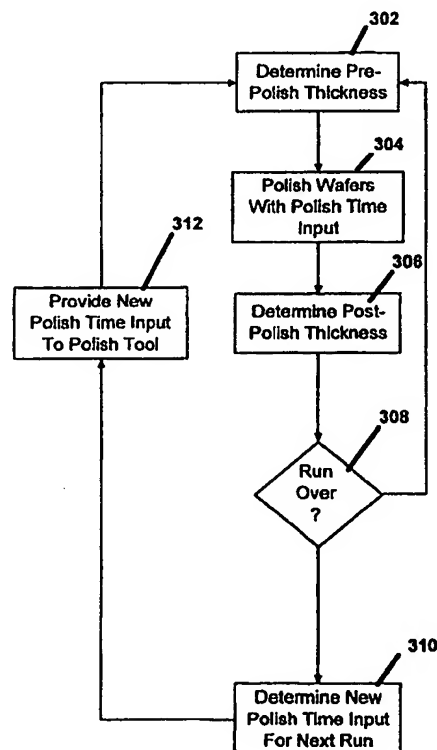 302
Determine Pre-
Polish Thickness
304
Polish Wafers
With Polish Time
Input
312
Provide New
Polish Time Input
To Polish Tool
306
Determine Post-
Polish Thickness
308
Run
Over
?
310
Determine New
Polish Time Input
For Next Run